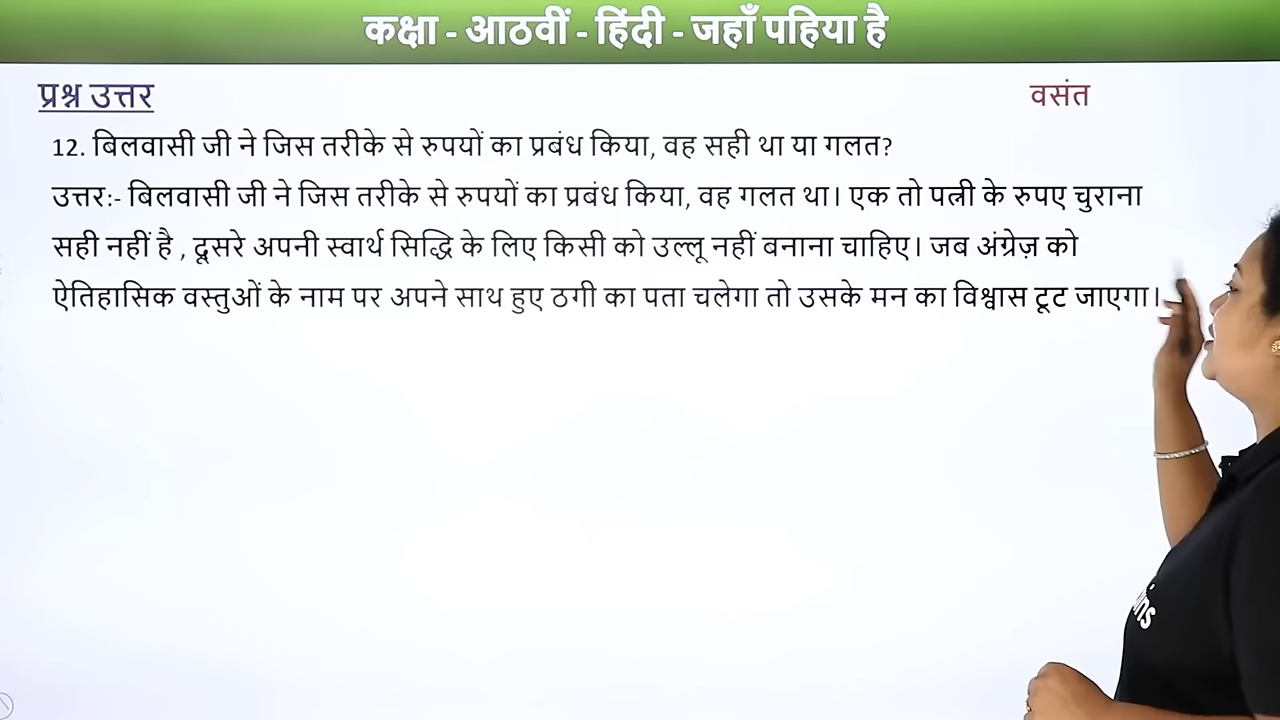 कक्षा - आठवीं - हिंदी - जहाँ पहिया है
प्रश्न उत्तर
वसंत
12. बिलवासी जी ने जिस तरीके से रुपयों का प्रबंध किया, वह सही था या गलत?
उत्तर:- बिलवासी जी ने जिस तरीके से रुपयों का प्रबंध किया, वह गलत था। एक तो पत्नी के रुपए चुराना
सही नहीं है , दूसरे अपनी स्वार्थ सिद्धि के लिए किसी को उल्लू नहीं बनाना चाहिए। जब अंग्रेज़ को
ऐतिहासिक वस्तुओं के नाम पर अपने साथ हुए ठगी का पता चलेगा तो उसके मन का विश्वास टूट जाएगा।